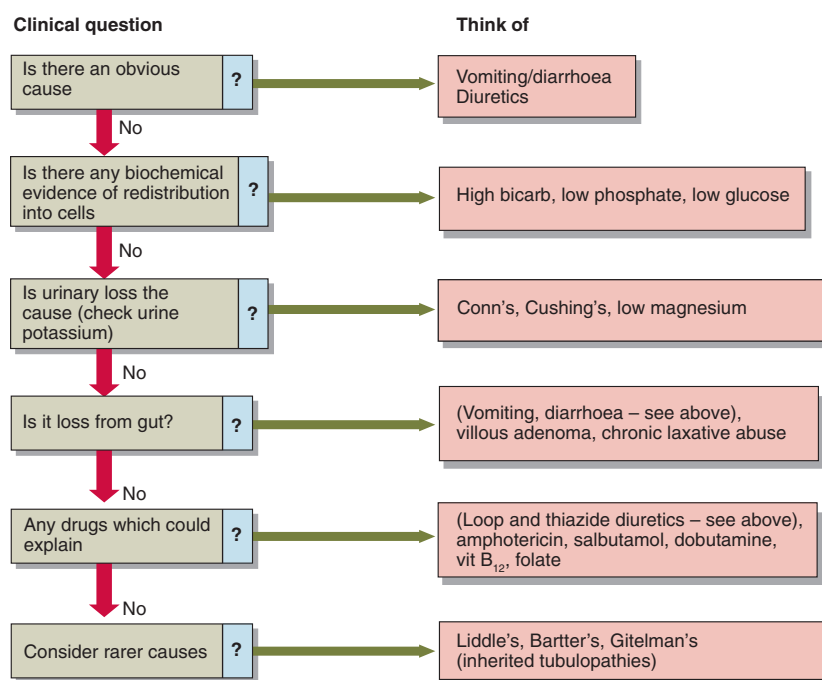 Clinical question
Think of
Is there an obvious
cause
?
Vomiting/diarrhoea
Diuretics
No
Is there any biochemical
evidence of redistribution
into cells
?
High bicarb, low phosphate, low glucose
No
Is urinary loss the
cause (check urine
potassium)
?
Conn's, Cushing's, low magnesium
No
Is it loss from gut?
?
(Vomiting, diarrhoea – see above),
villous adenoma, chronic laxative abuse
No
Any drugs which could
explain
?
(Loop and thiazide diuretics – see above),
amphotericin, salbutamol, dobutamine,
vit B₁₂, folate
No
Consider rarer causes
?
Liddle's, Bartter's, Gitelman's
(inherited tubulopathies)